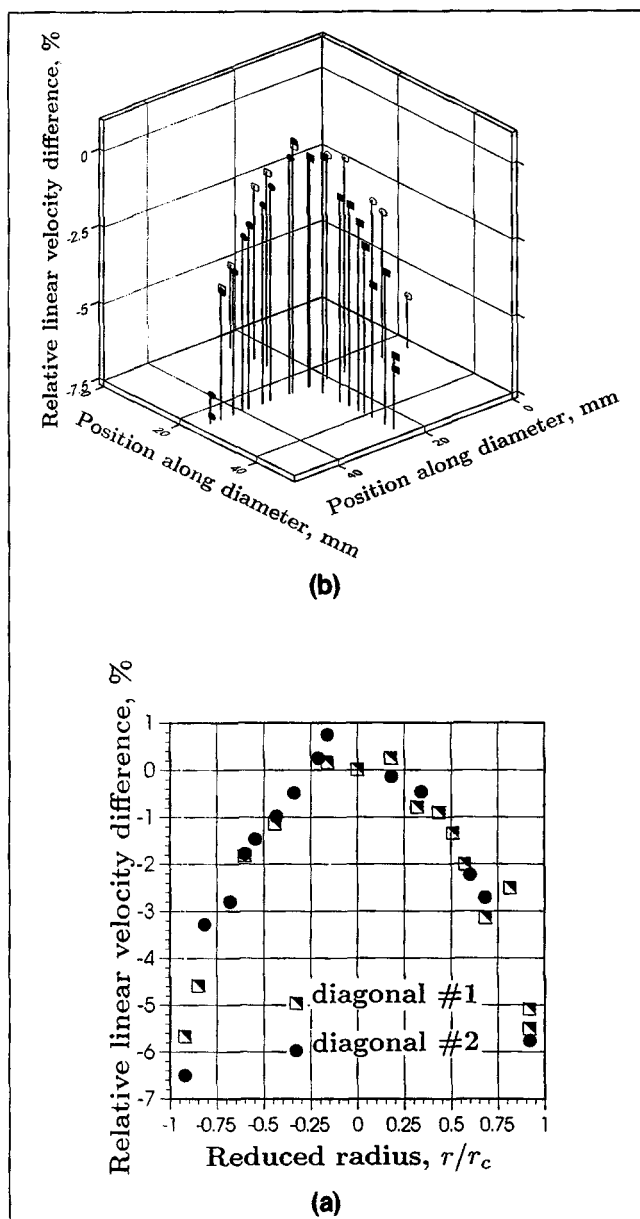 Relative linear velocity difference, %
0
-2.5
-5
-7.5
20
40
Position along diameter, mm
0
20
40
Position along diameter, mm
(b)
Relative linear velocity difference, %
1
0
-1
-2
-3
-4
-5
-6
-7
diagonal #1
diagonal #2
-1 -0.75 -0.5 -0.25 0 0.25 0.5 0.75 1
Reduced radius, r/r_c
(a)